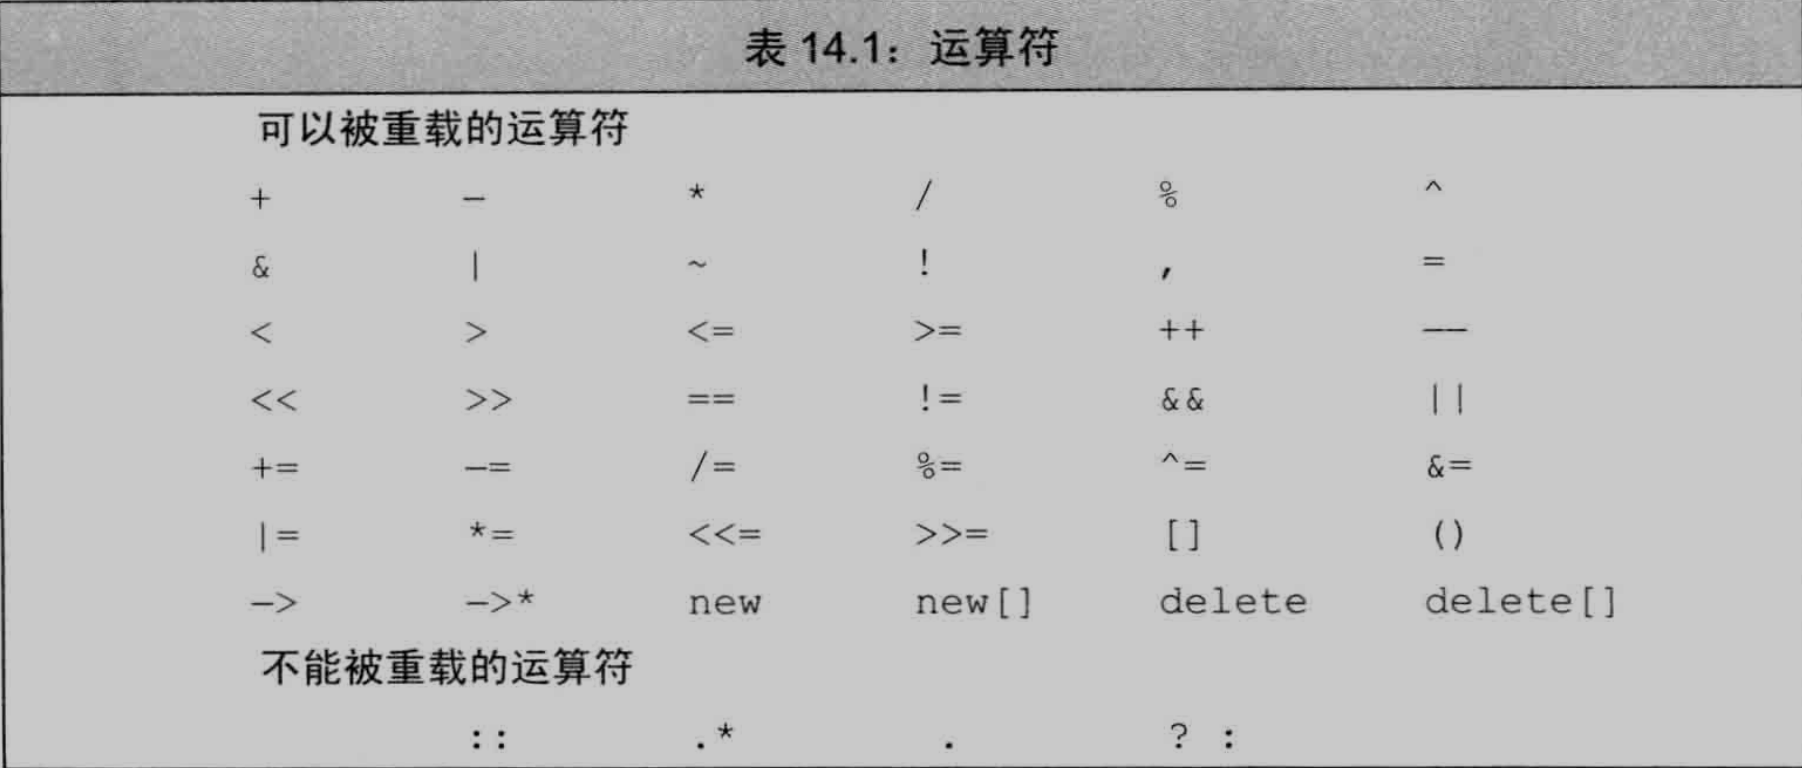 表 14.1：运算符
可以被重载的运算符
+ － * / % ^
& | ~ ! , =
< > <= >= ++ --
<< >> == != && ||
+= -= /= %= ^= &=
|= *= <<= >>= [] ()
-> ->* new new[] delete delete[]
不能被重载的运算符
:: .* . ? :